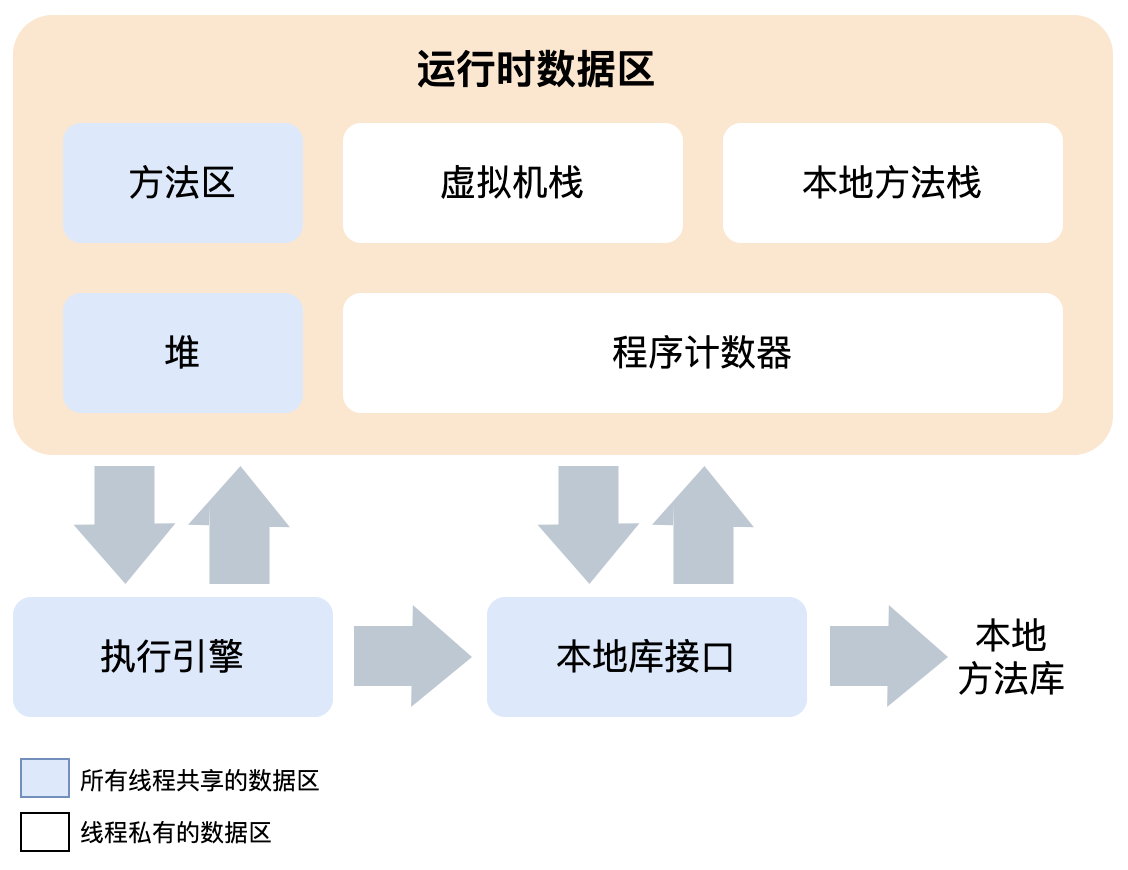 运行时数据区
方法区
虚拟机栈
本地方法栈
堆
程序计数器
执行引擎
本地库接口
本地
方法库
所有线程共享的数据区
线程私有的数据区